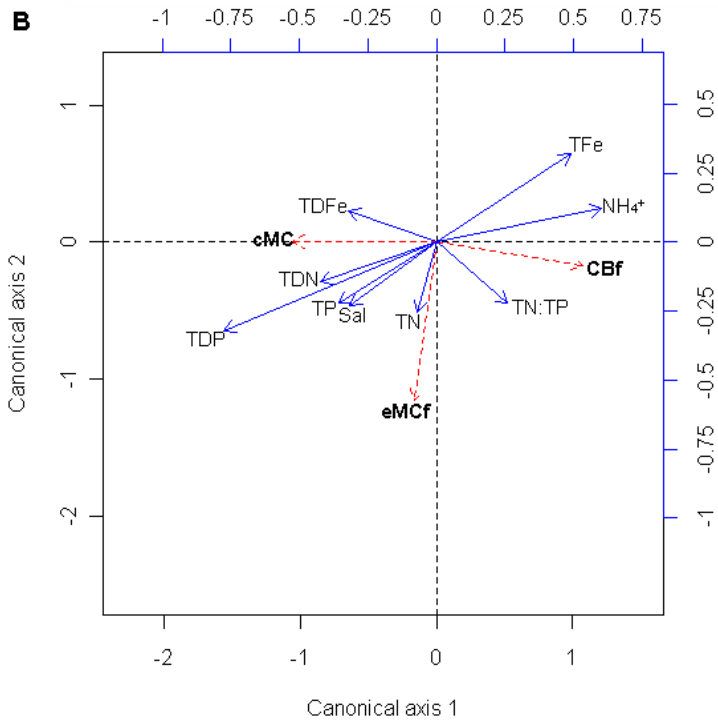 B
-1 -0.75 -0.5 -0.25 0 0.25 0.5 0.75
TFe
TDFe
NH₄⁺
cMC
CBf
TDN
TP
Sal
TN
TN:TP
TDP
eMCf
1
0
-1
-2
Canonical axis 2
0.5
0.25
0
-0.25
-0.5
-0.75
-1
-2 -1 0 1
Canonical axis 1